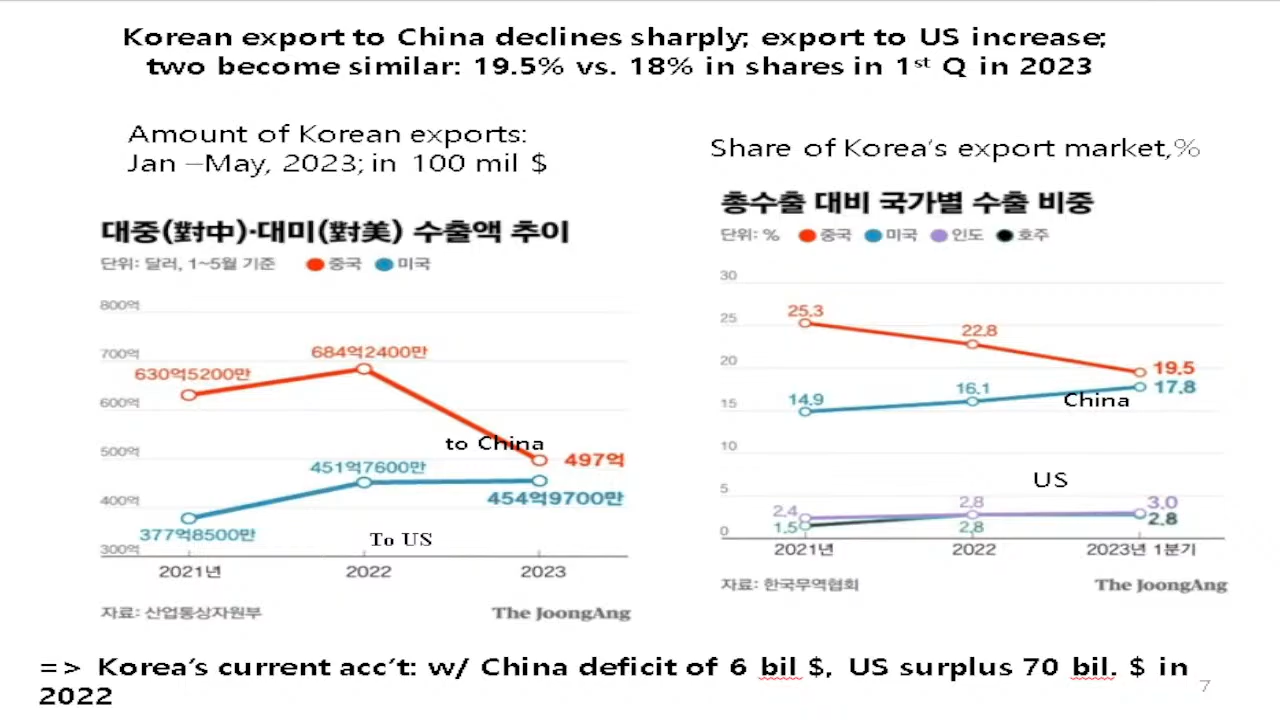 Korean export to China declines sharply; export to US increase;
two become similar: 19.5% vs. 18% in shares in 1st Q in 2023
Amount of Korean exports:
Jan –May, 2023; in 100 mil $
대중(對中)·대미(對美) 수출액 추이
단위: 달러, 1~5월 기준 중국 미국
800억
700억
684억2400만
630억5200만
600억
500억
to China
497억
451억7600만
400억
454억9700만
377억8500만
To US
300억
2021년 2022 2023
자료: 산업통상자원부 The JoongAng
Share of Korea's export market,%
총수출 대비 국가별 수출 비중
단위: % 중국 미국 인도 호주
30
25.3
25
22.8
20
19.5
17.8
16.1
14.9
15
China
10
US
5
2.4 2.8 3.0
1.5 2.8 2.8
0
2021년 2022 2023년 1분기
자료: 한국무역협회 The JoongAng
=> Korea's current acc't: w/ China deficit of 6 bil $, US surplus 70 bil. $ in
2022
7